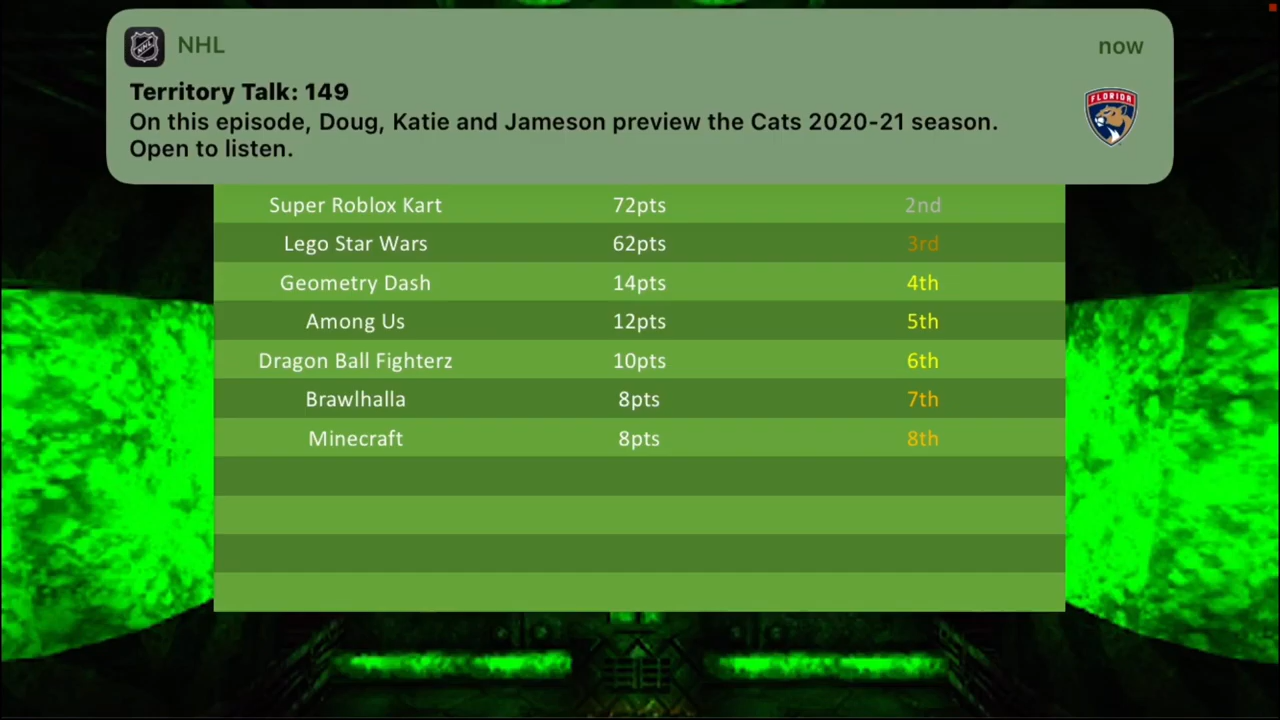 NHL now
Territory Talk: 149
On this episode, Doug, Katie and Jameson preview the Cats 2020-21 season.
Open to listen.
FLORIDA
Super Roblox Kart 72pts 2nd
Lego Star Wars 62pts 3rd
Geometry Dash 14pts 4th
Among Us 12pts 5th
Dragon Ball Fighterz 10pts 6th
Brawlhalla 8pts 7th
Minecraft 8pts 8th